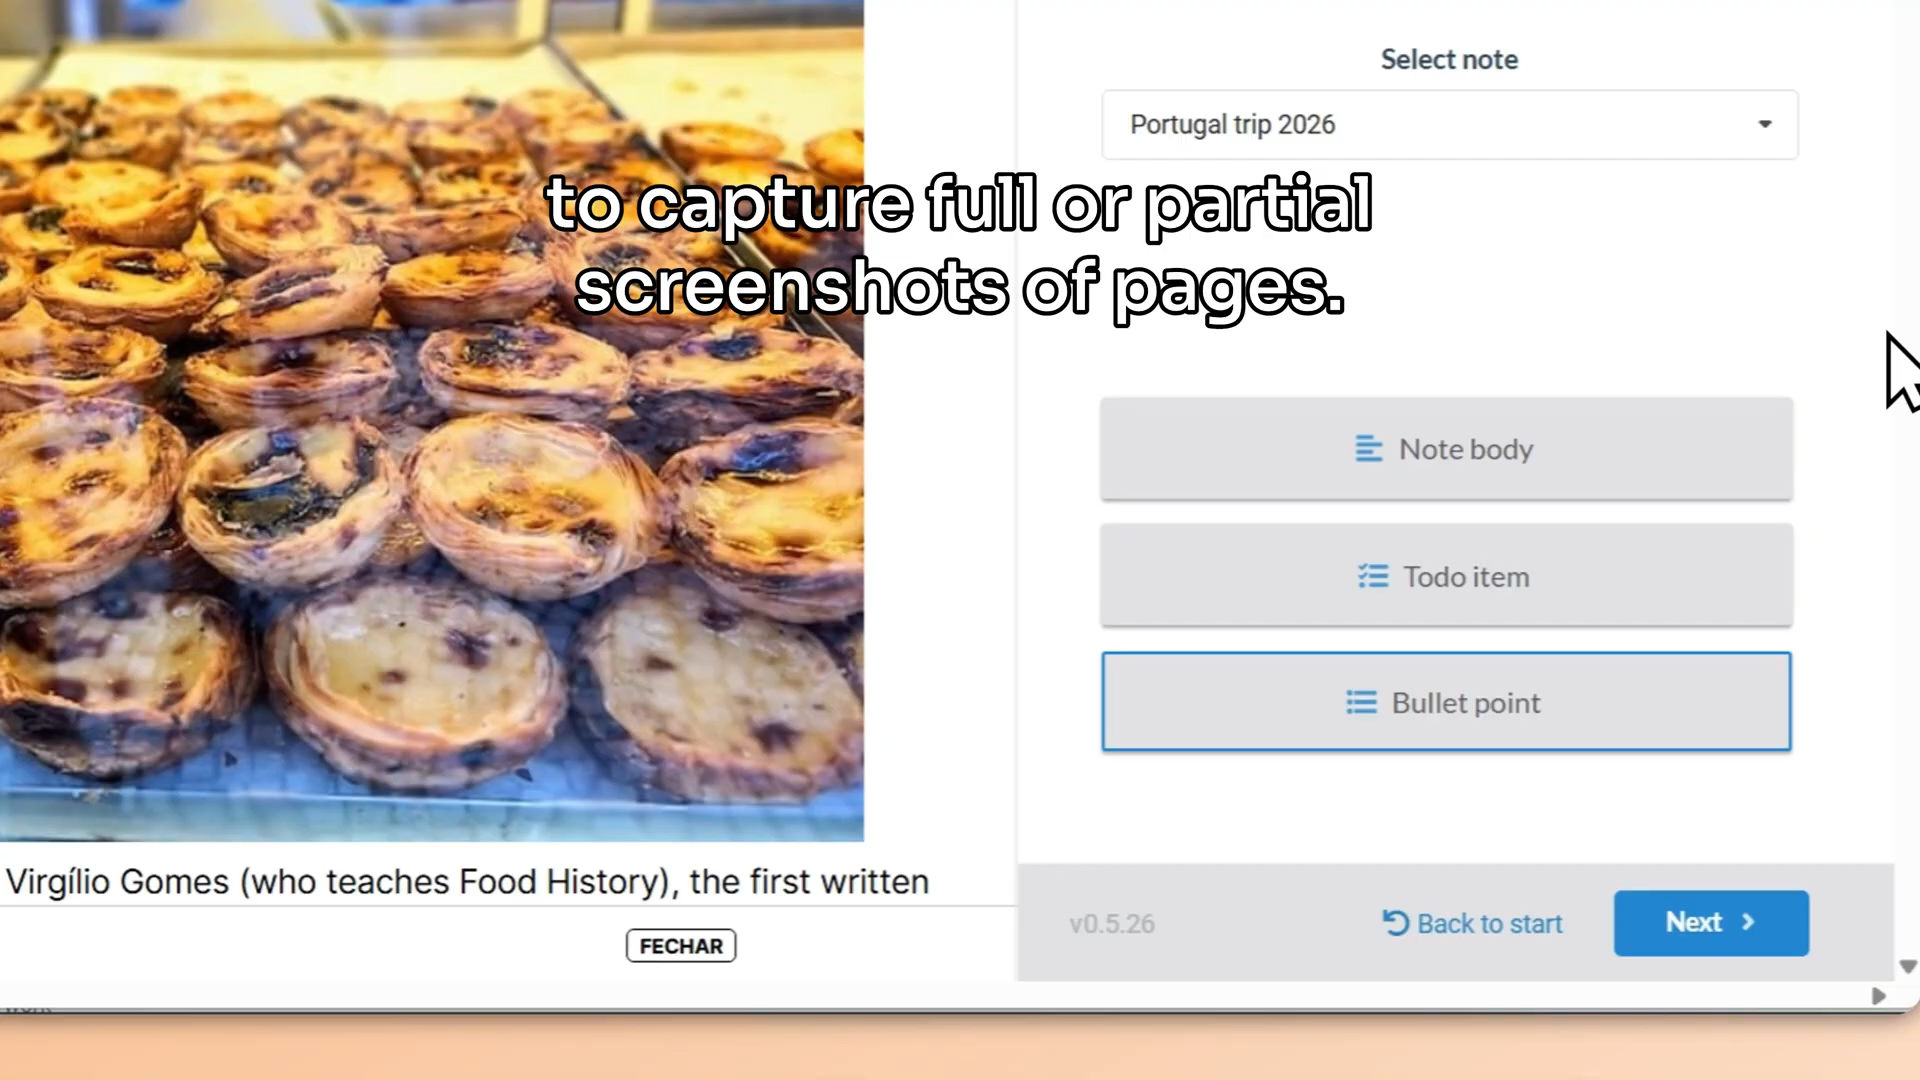 Select note
Portugal trip 2026
to capture full or partial
screenshots of pages.
Note body
Todo item
Bullet point
Virgílio Gomes (who teaches Food History), the first written
FECHAR
v0.5.26
Back to start
Next